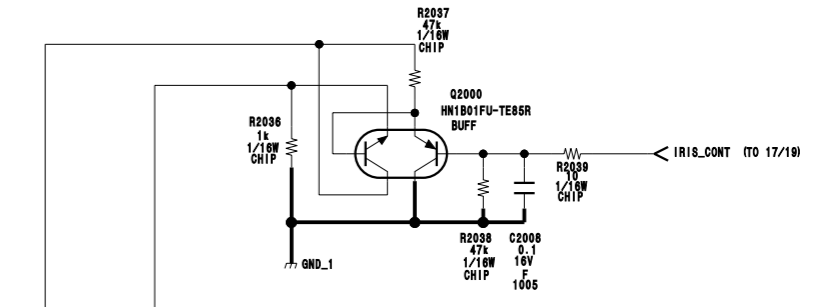 R2037
47k
1/16W
CHIP
Q2000
HN1B01FU-TE85R
BUFF
R2036
1k
1/16W
CHIP
IRIS_CONT (TO 17/19)
R2039
10
1/16W
CHIP
GND_1
R2038
47k
1/16W
CHIP
C2008
0.1
16V
F
1005